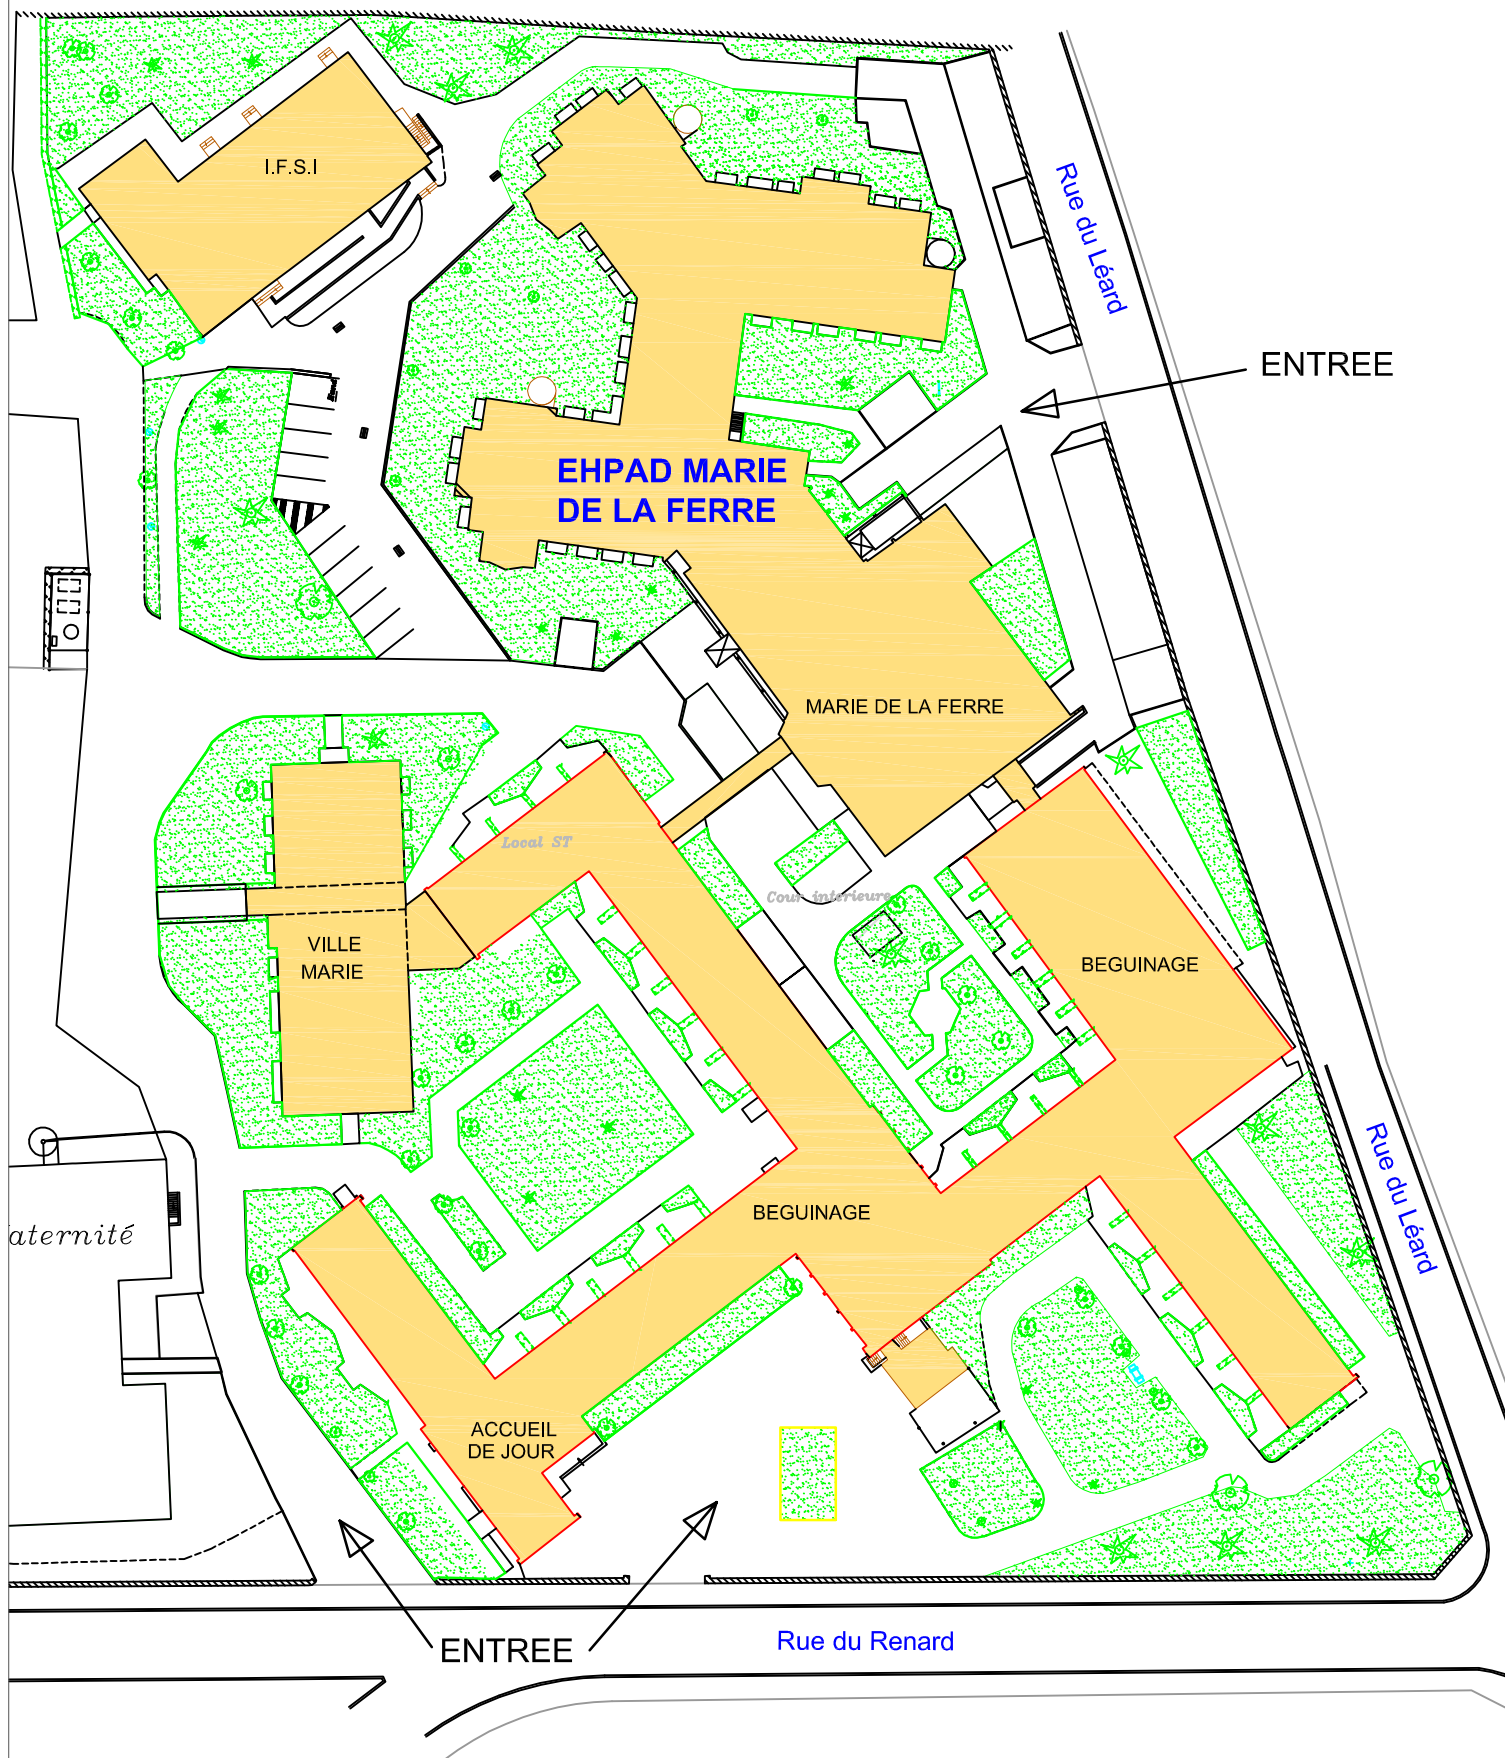 I.F.S.I
Rue du Léard
ENTREE
EHPAD MARIE
DE LA FERRE
MARIE DE LA FERRE
Local ST
Cour interieure
VILLE
MARIE
BEGUINAGE
BEGUINAGE
Rue du Léard
aternité
ACCUEIL
DE JOUR
ENTREE
Rue du Renard